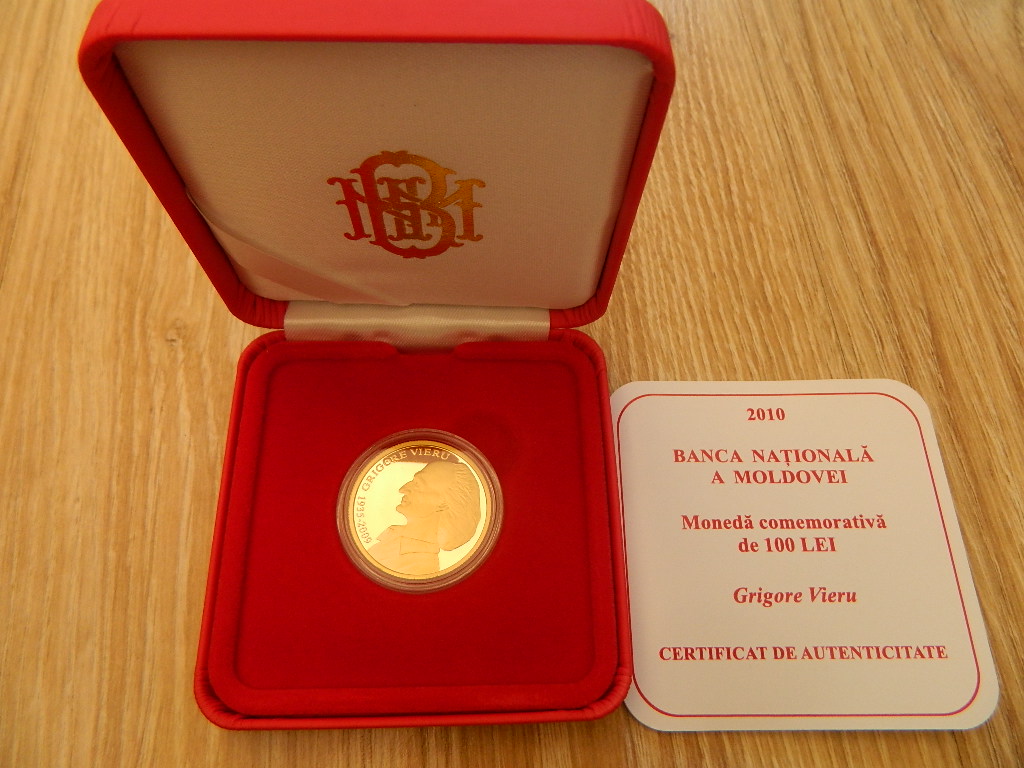 GRIGORE VIERU
1935-2009
2010
BANCA NAȚIONALĂ
A MOLDOVEI
Monedă comemorativă
de 100 LEI
Grigore Vieru
CERTIFICAT DE AUTENTICITATE